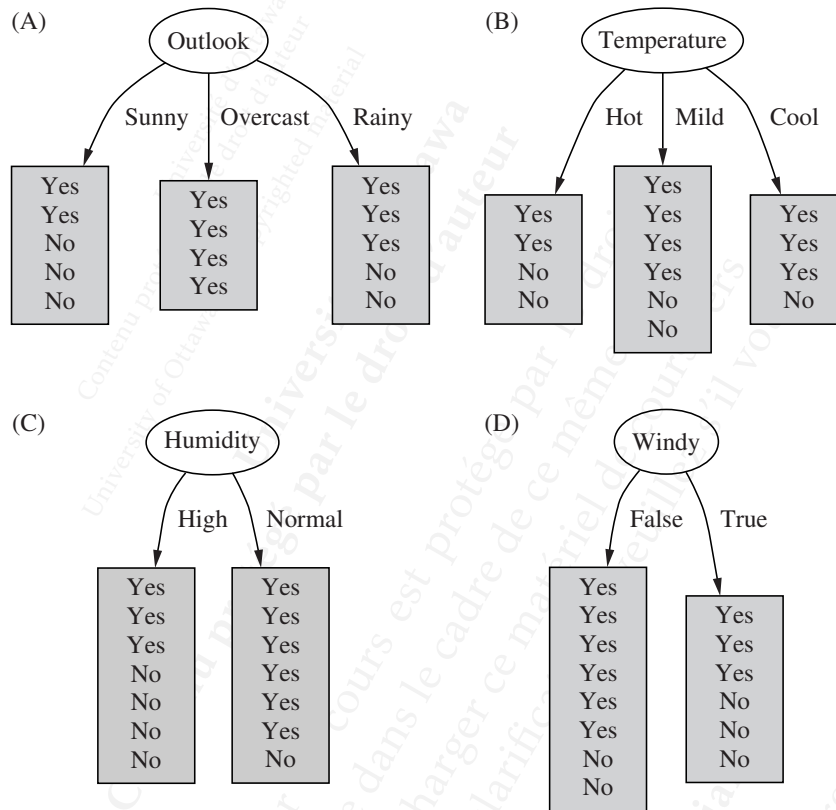 (A)
Outlook
Sunny Overcast Rainy
Yes
Yes
No
No
No
Yes
Yes
Yes
Yes
Yes
Yes
Yes
No
No
(B)
Temperature
Hot Mild Cool
Yes
Yes
No
No
Yes
Yes
Yes
Yes
No
No
Yes
Yes
Yes
No
(C)
Humidity
High Normal
Yes
Yes
Yes
No
No
No
No
Yes
Yes
Yes
Yes
Yes
Yes
No
(D)
Windy
False True
Yes
Yes
Yes
Yes
Yes
Yes
No
No
Yes
Yes
Yes
No
No
No